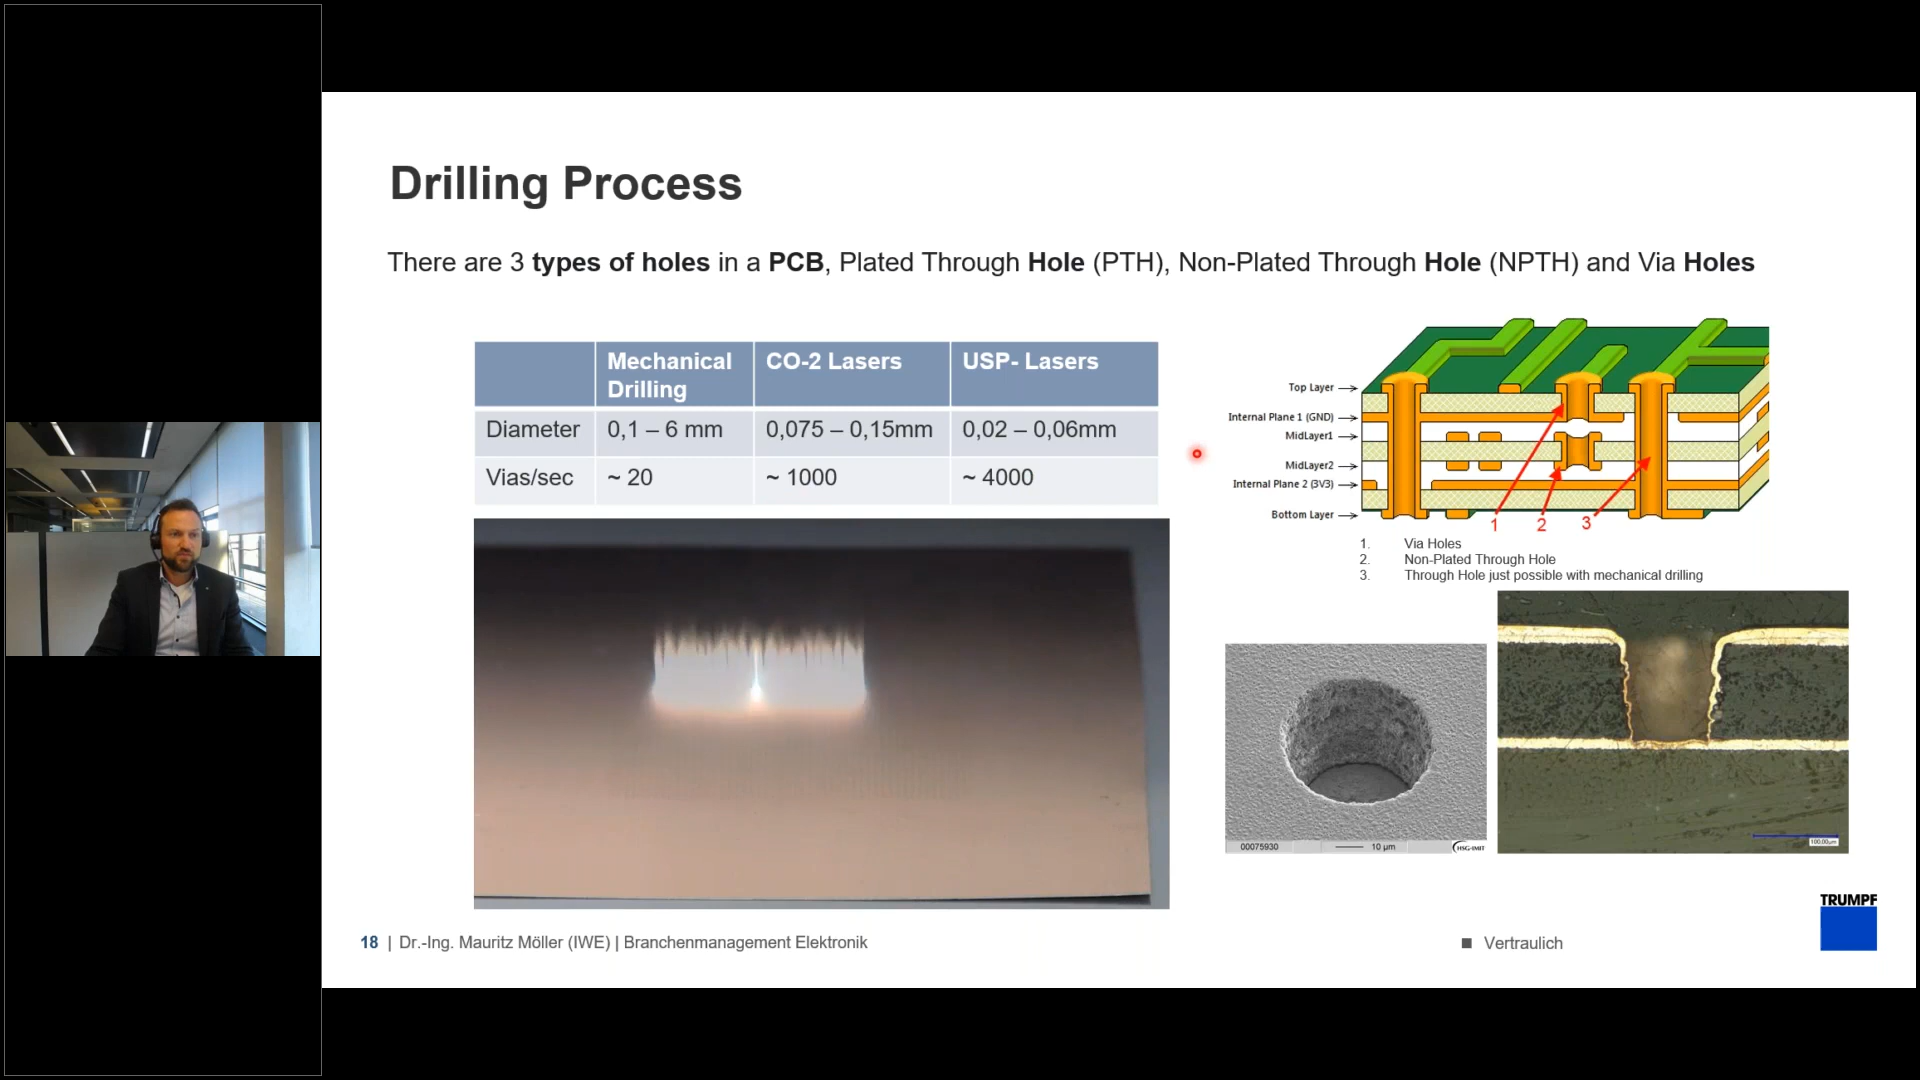 Drilling Process
There are 3 types of holes in a PCB, Plated Through Hole (PTH), Non-Plated Through Hole (NPTH) and Via Holes
Mechanical Drilling CO-2 Lasers USP- Lasers
Diameter 0,1 – 6 mm 0,075 – 0,15mm 0,02 – 0,06mm
Vias/sec ~ 20 ~ 1000 ~ 4000
Top Layer
Internal Plane 1 (GND)
MidLayer1
MidLayer2
Internal Plane 2 (3V3)
Bottom Layer
1 2 3
1. Via Holes
2. Non-Plated Through Hole
3. Through Hole just possible with mechanical drilling
00075930 10 µm HSG-IMIT
100,00µm
TRUMPF
18 | Dr.-Ing. Mauritz Möller (IWE) | Branchenmanagement Elektronik
Vertraulich